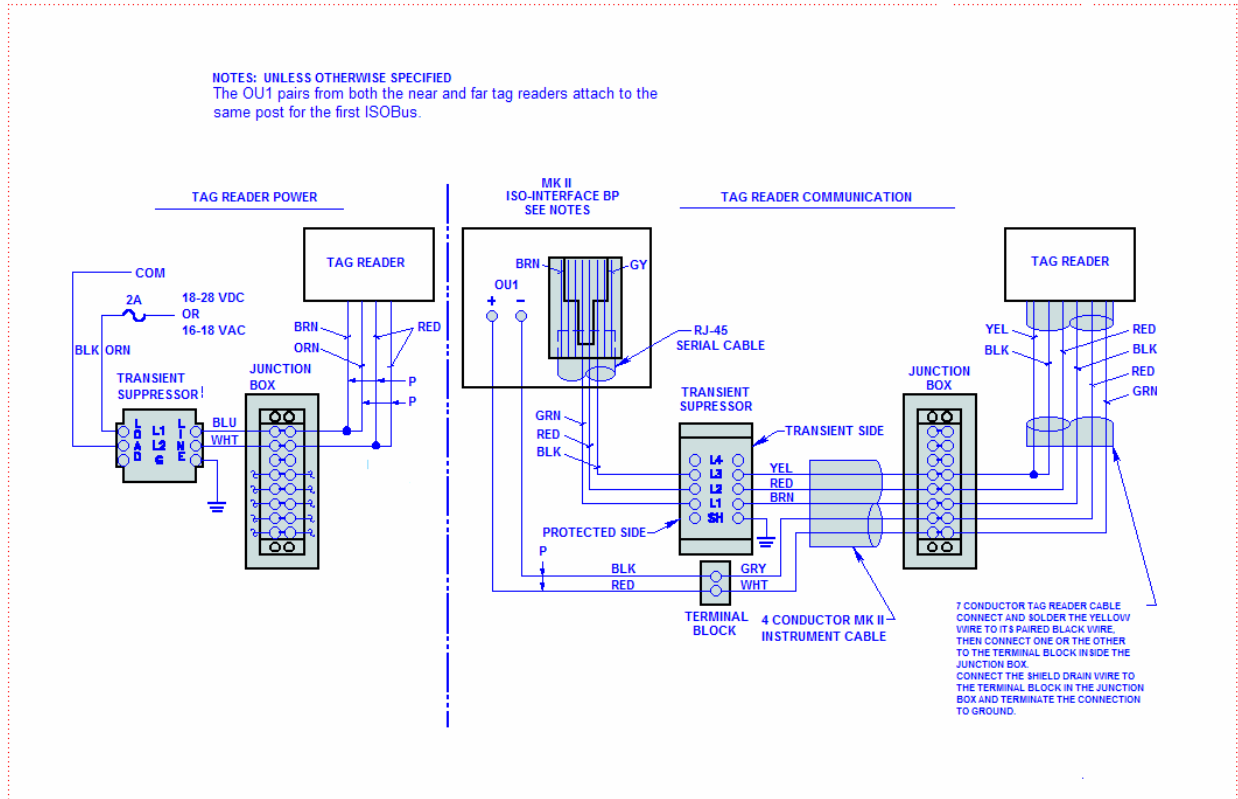 NOTES: UNLESS OTHERWISE SPECIFIED
The OU1 pairs from both the near and far tag readers attach to the
same post for the first ISOBus.
TAG READER POWER
MK II
ISO-INTERFACE BP
SEE NOTES
TAG READER COMMUNICATION
TAG READER
COM
2A
18-28 VDC
OR
16-18 VAC
BLK
ORN
BRN
ORN
RED
P
P
TRANSIENT
SUPPRESSOR!
JUNCTION
BOX
LOAD
L1
L2
G
LINE
BLU
WHT
BRN
GY
OU1
+ -
RJ-45
SERIAL CABLE
GRN
RED
BLK
TRANSIENT
SUPRESSOR
TRANSIENT SIDE
L4
L3
L2
L1
SH
PROTECTED SIDE
YEL
RED
BRN
P
BLK
RED
GRY
WHT
TERMINAL
BLOCK
4 CONDUCTOR MK II
INSTRUMENT CABLE
JUNCTION
BOX
TAG READER
YEL
BLK
RED
BLK
RED
GRN
7 CONDUCTOR TAG READER CABLE
CONNECT AND SOLDER THE YELLOW
WIRE TO ITS PAIRED BLACK WIRE,
THEN CONNECT ONE OR THE OTHER
TO THE TERMINAL BLOCK INSIDE THE
JUNCTION BOX.
CONNECT THE SHIELD DRAIN WIRE TO
THE TERMINAL BLOCK IN THE JUNCTION
BOX AND TERMINATE THE CONNECTION
TO GROUND.